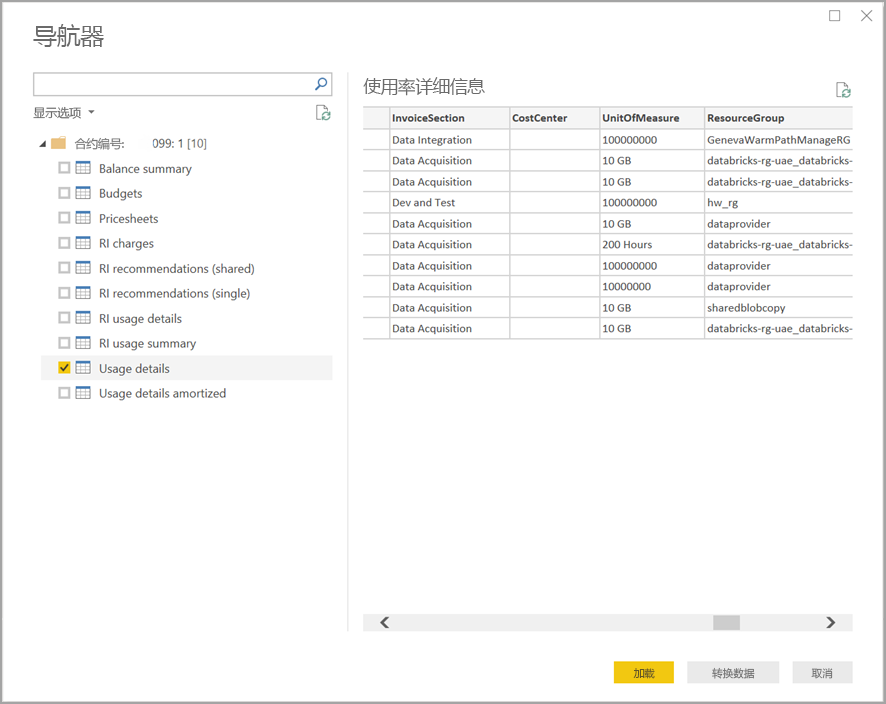 导航器
显示选项
合约编号: 099: 1 [10]
Balance summary
Budgets
Pricesheets
RI charges
RI recommendations (shared)
RI recommendations (single)
RI usage details
RI usage summary
Usage details
Usage details amortized
使用率详细信息
InvoiceSection CostCenter UnitOfMeasure ResourceGroup
Data Integration 100000000 GenevaWarmPathManageRG
Data Acquisition 10 GB databricks-rg-uae_databricks-
Data Acquisition 10 GB databricks-rg-uae_databricks-
Dev and Test 100000000 hw_rg
Data Acquisition 10 GB dataprovider
Data Acquisition 200 Hours databricks-rg-uae_databricks-
Data Acquisition 100000000 dataprovider
Data Acquisition 10000000 dataprovider
Data Acquisition 10 GB sharedblobcopy
Data Acquisition 10 GB databricks-rg-uae_databricks-
加载 转换数据 取消